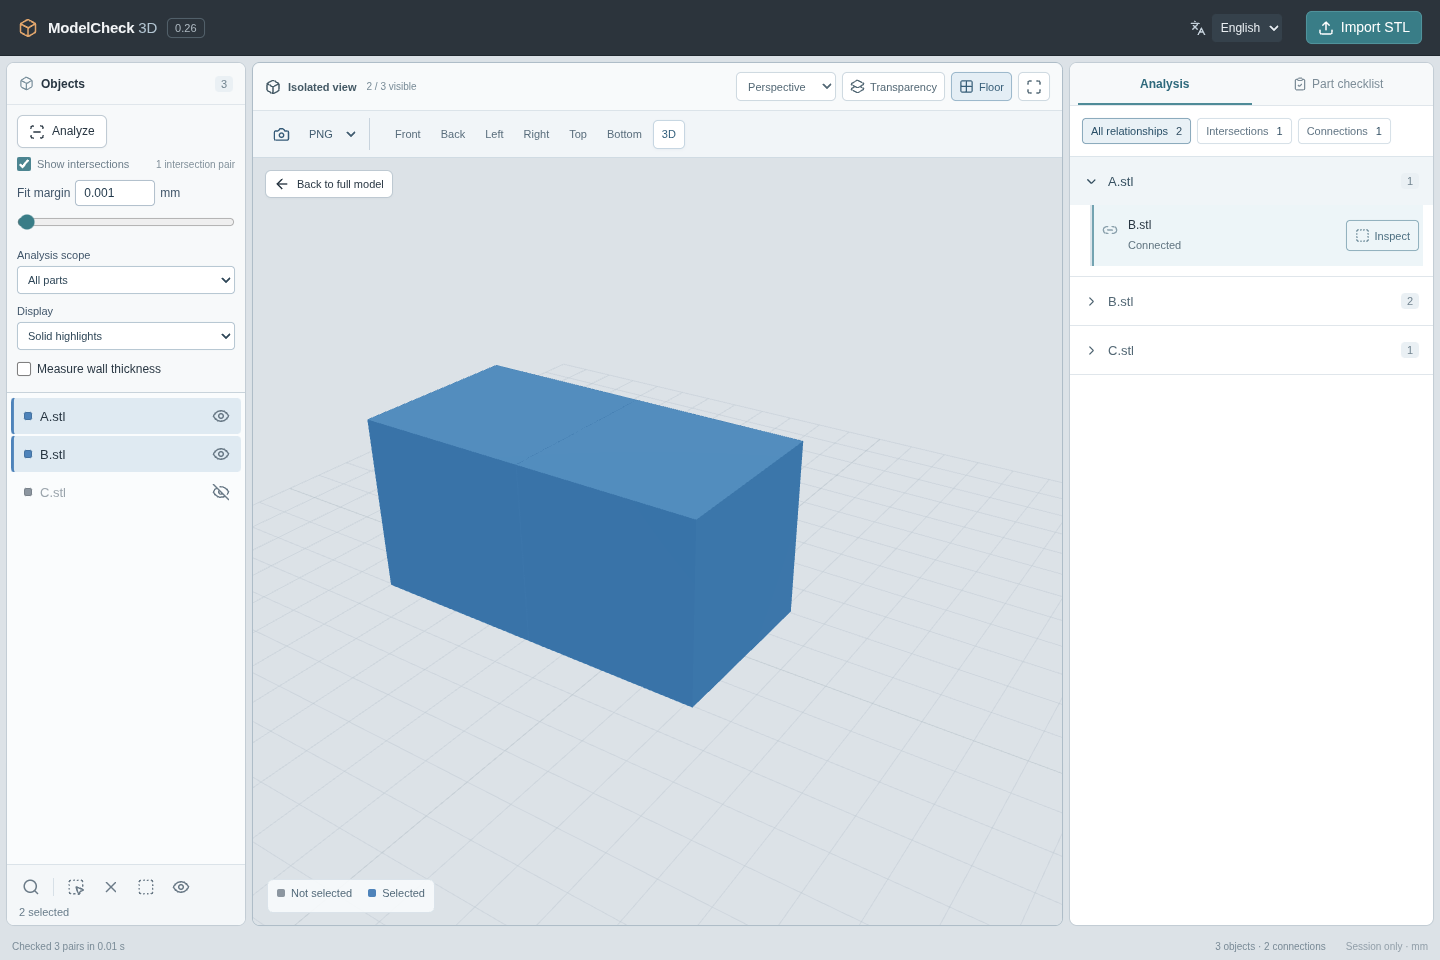 ModelCheck 3D 0.26
English
Import STL
Objects 3
Analyze
Show intersections 1 intersection pair
Fit margin 0.001 mm
Analysis scope
All parts
Display
Solid highlights
Measure wall thickness
A.stl
B.stl
C.stl
2 selected
Isolated view 2 / 3 visible
Perspective Transparency Floor
PNG Front Back Left Right Top Bottom 3D
Back to full model
Not selected Selected
Analysis Part checklist
All relationships 2 Intersections 1 Connections 1
A.stl 1
B.stl
Connected
Inspect
B.stl 2
C.stl 1
Checked 3 pairs in 0.01 s
3 objects · 2 connections Session only · mm